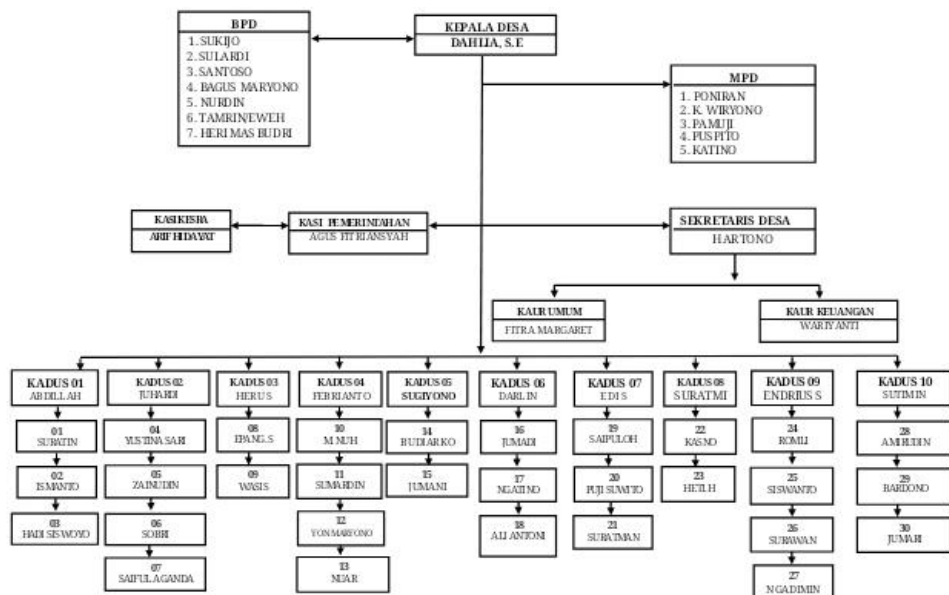 BPD
1. SUKIJO
2. SULARDI
3. SANTOSO
4. BAGUS MARYONO
5. NURDIN
6. TAMRIN/EWEH
7. HERI MAS BUDRI
KEPALA DESA
DAHLIA, S.E
MPD
1. PONIRAN
2. K. WIRYONO
3. PAMUJI
4. PUSPITO
5. KATINO
KASI KESRA
ARIF HIDAYAT
KASI PEMERINTAHAN
AGUS FITRIANSYAH
SEKRETARIS DESA
HARTONO
KAUR UMUM
FITRA MARGARET
KAUR KEUANGAN
WARIYANTI
KADUS 01
ABDILLAH
01
SUBATIN
02
ISMANTO
03
HADI SISWOYO
KADUS 02
JUHARDI
04
YUSTINA SARI
05
ZAINUDIN
06
SOBRI
07
SAIFUL AGANDA
KADUS 03
HERU S
08
EPANG.S
09
WASIS
KADUS 04
FEBRIANTO
10
M.NUH
11
SUMARDIN
12
YON MARYONO
13
KADUS 05
SUGIYONO
14
BUDIARKO
15
JUMANI
KADUS 06
DARLIN
16
JUMADI
17
NGATINO
18
ALI ANTONI
KADUS 07
EDI S
19
SAIPULOH
20
PUJI SUWITO
21
SURATMAN
KADUS 08
SURATMI
22
KASNO
23
KADUS 09
ENDRIUS S
24
ROMLI
25
SISWANTO
26
SURAWAN
27
NGADIMIN
KADUS 10
SUTIMIN
28
AMIRUDIN
29
BARDONO
30
JUMARI